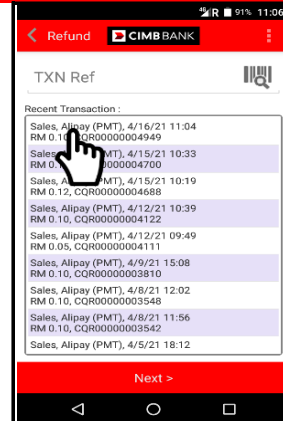 91% 11:06
Refund CIMB BANK
TXN Ref
Recent Transaction :
Sales, Alipay (PMT), 4/16/21 11:04
RM 0.10, CQR00000004949
Sales, Alipay (PMT), 4/15/21 10:33
RM 0. CQR00000004700
Sales, Alipay (PMT), 4/15/21 10:19
RM 0.12, CQR00000004688
Sales, Alipay (PMT), 4/12/21 10:39
RM 0.10, CQR00000004122
Sales, Alipay (PMT), 4/12/21 09:49
RM 0.05, CQR00000004111
Sales, Alipay (PMT), 4/9/21 15:08
RM 0.10, CQR00000003810
Sales, Alipay (PMT), 4/8/21 12:02
RM 0.10, CQR00000003548
Sales, Alipay (PMT), 4/8/21 11:56
RM 0.10, CQR00000003542
Sales, Alipay (PMT), 4/5/21 18:12
Next >